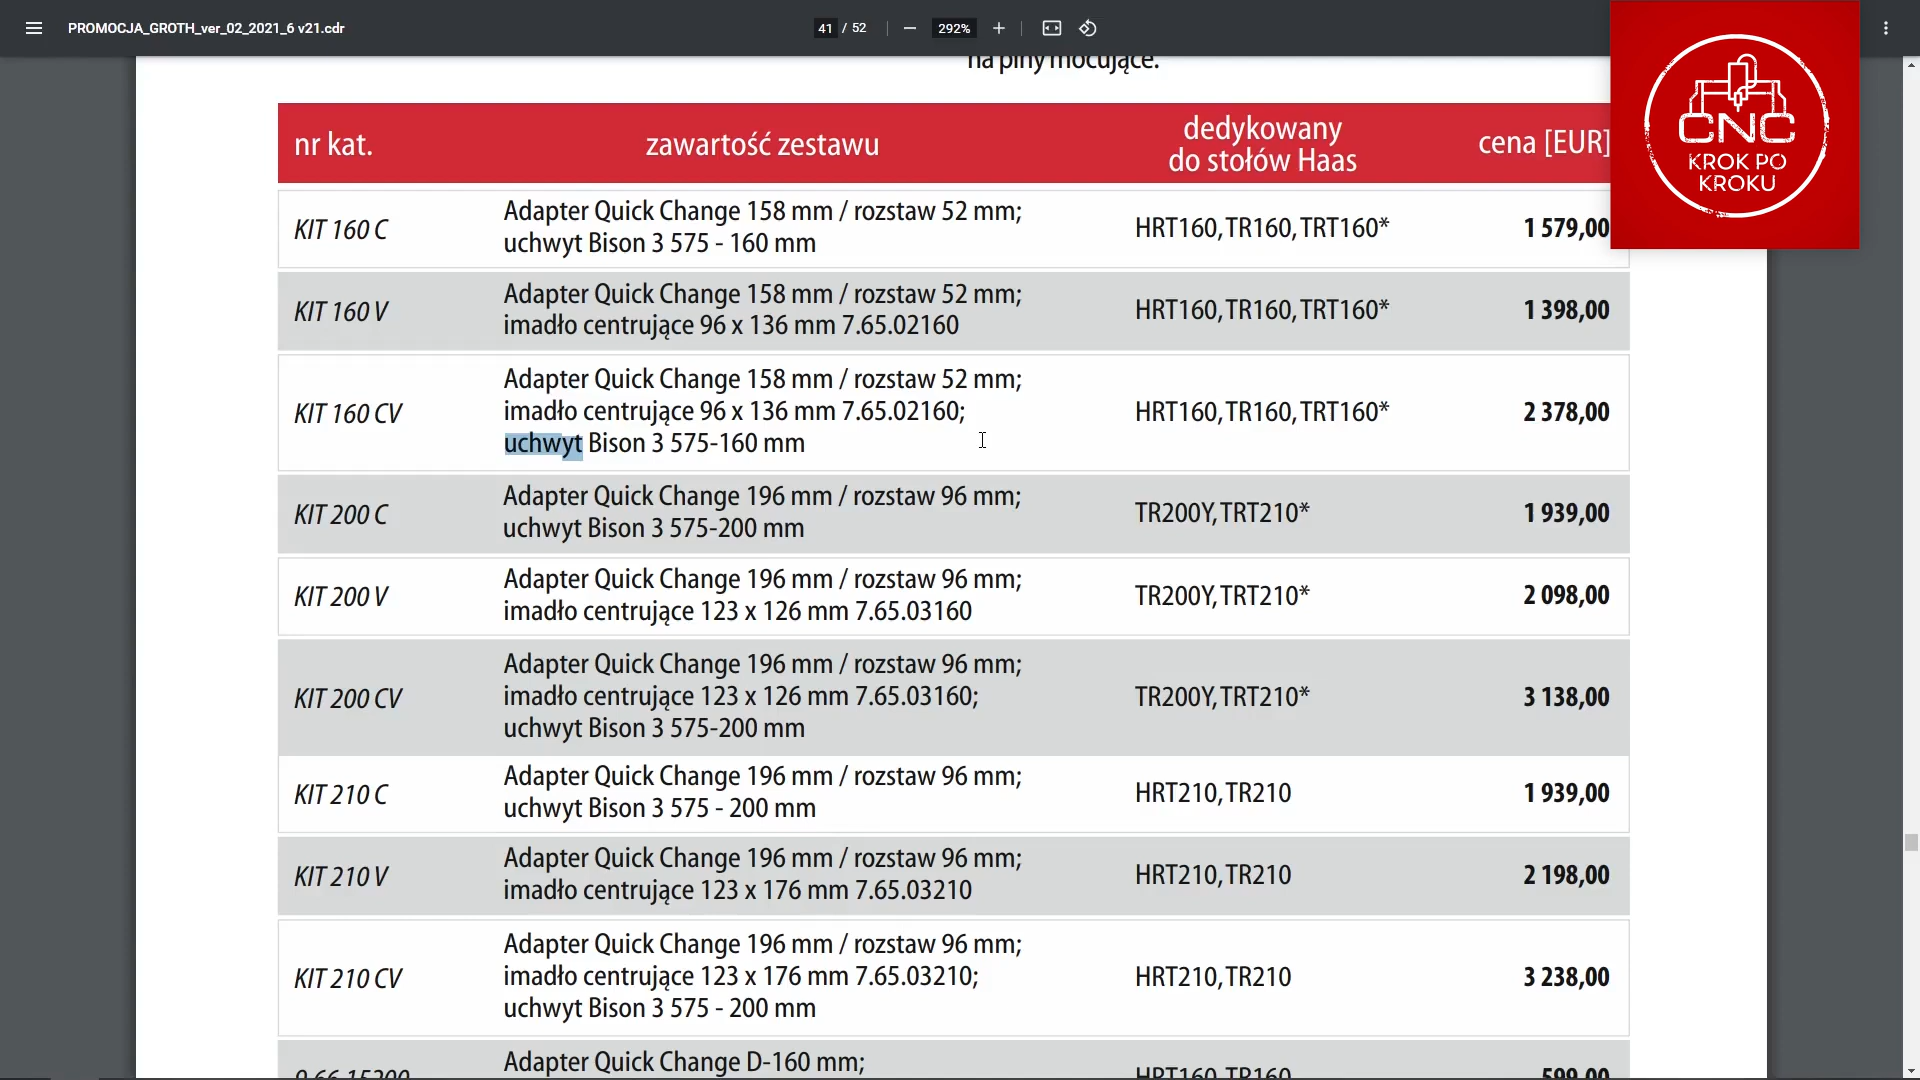 PROMOCJA_GROTH_ver_02_2021_6 v21.cdr
41 / 52
292%
na piny mocujące.
CNC
KROK PO
KROKU
nr kat.
zawartość zestawu
dedykowany
do stołów Haas
cena [EUR]
KIT 160 C
Adapter Quick Change 158 mm / rozstaw 52 mm;
uchwyt Bison 3 575 - 160 mm
HRT160, TR160, TRT160*
1 579,00
KIT 160 V
Adapter Quick Change 158 mm / rozstaw 52 mm;
imadło centrujące 96 x 136 mm 7.65.02160
HRT160, TR160, TRT160*
1 398,00
KIT 160 CV
Adapter Quick Change 158 mm / rozstaw 52 mm;
imadło centrujące 96 x 136 mm 7.65.02160;
uchwyt Bison 3 575-160 mm
HRT160, TR160, TRT160*
2 378,00
KIT 200 C
Adapter Quick Change 196 mm / rozstaw 96 mm;
uchwyt Bison 3 575-200 mm
TR200Y, TRT210*
1 939,00
KIT 200 V
Adapter Quick Change 196 mm / rozstaw 96 mm;
imadło centrujące 123 x 126 mm 7.65.03160
TR200Y, TRT210*
2 098,00
KIT 200 CV
Adapter Quick Change 196 mm / rozstaw 96 mm;
imadło centrujące 123 x 126 mm 7.65.03160;
uchwyt Bison 3 575-200 mm
TR200Y, TRT210*
3 138,00
KIT 210 C
Adapter Quick Change 196 mm / rozstaw 96 mm;
uchwyt Bison 3 575 - 200 mm
HRT210, TR210
1 939,00
KIT 210 V
Adapter Quick Change 196 mm / rozstaw 96 mm;
imadło centrujące 123 x 176 mm 7.65.03210
HRT210, TR210
2 198,00
KIT 210 CV
Adapter Quick Change 196 mm / rozstaw 96 mm;
imadło centrujące 123 x 176 mm 7.65.03210;
uchwyt Bison 3 575 - 200 mm
HRT210, TR210
3 238,00
Adapter Quick Change D-160 mm;
HRT160, TR160
599,00